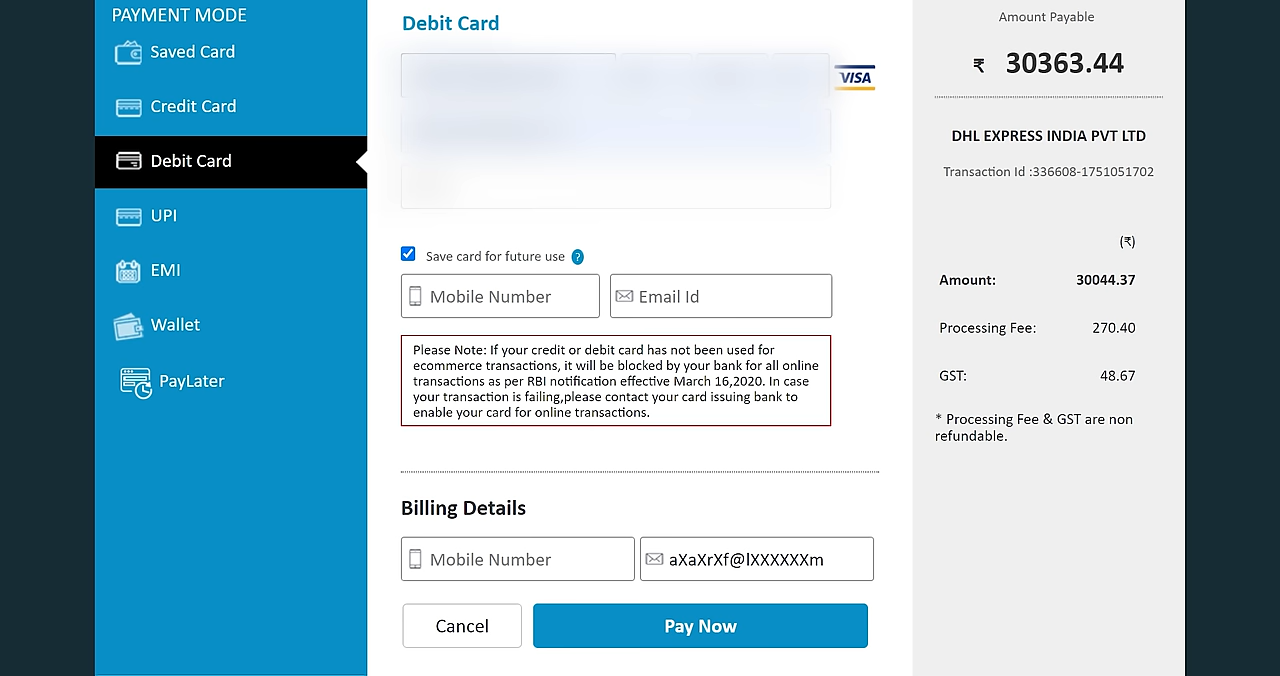 PAYMENT MODE
Saved Card
Credit Card
Debit Card
UPI
EMI
Wallet
PayLater
Debit Card
VISA
Save card for future use ?
Mobile Number
Email Id
Please Note: If your credit or debit card has not been used for
ecommerce transactions, it will be blocked by your bank for all online
transactions as per RBI notification effective March 16,2020. In case
your transaction is failing,please contact your card issuing bank to
enable your card for online transactions.
Billing Details
Mobile Number
aXaXrXf@lXXXXXXm
Cancel
Pay Now
Amount Payable
₹ 30363.44
DHL EXPRESS INDIA PVT LTD
Transaction Id :336608-1751051702
(₹)
Amount: 30044.37
Processing Fee: 270.40
GST: 48.67
* Processing Fee & GST are non
refundable.